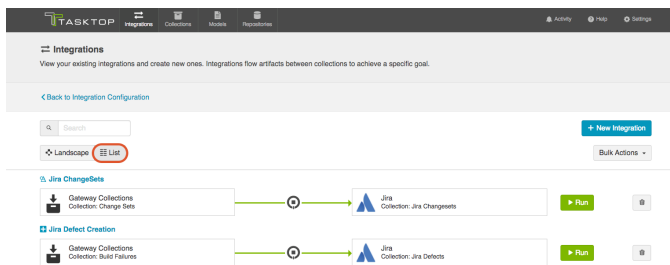 TASKTOP
Integrations
Collections
Models
Repositories
Activity
Help
Settings
Integrations
View your existing integrations and create new ones. Integrations flow artifacts between collections to achieve a specific goal.
Back to Integration Configuration
Search
+ New Integration
Landscape
List
Bulk Actions
Jira ChangeSets
Gateway Collections
Collection: Change Sets
Jira
Collection: Jira Changesets
Run
Jira Defect Creation
Gateway Collections
Collection: Build Failures
Jira
Collection: Jira Defects
Run